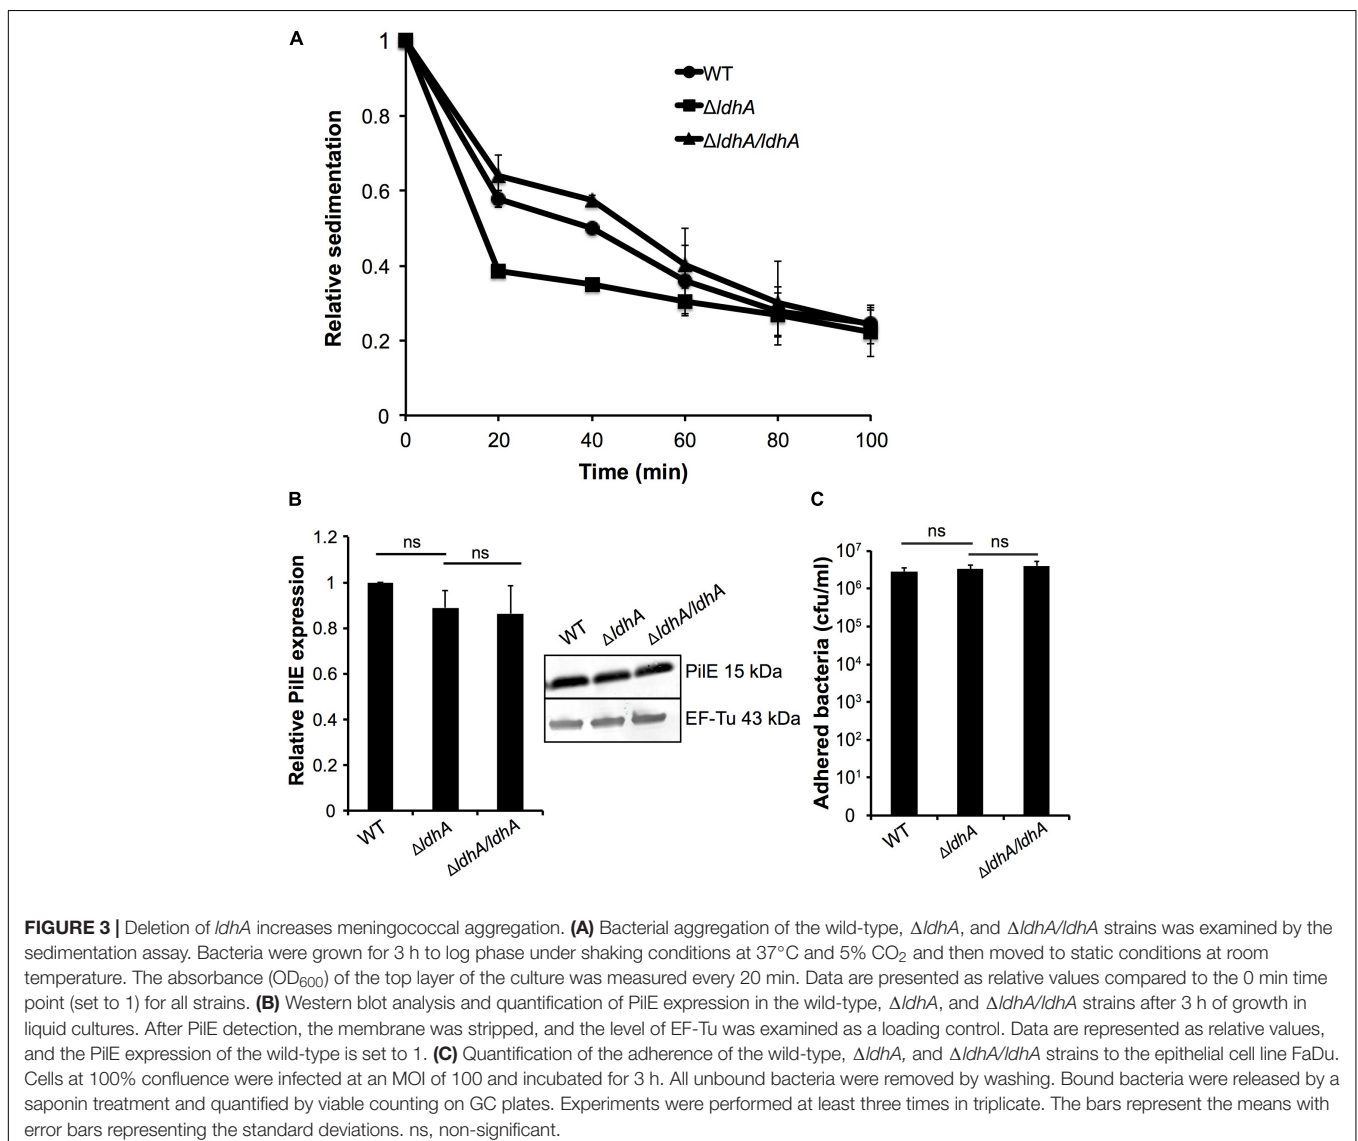 A
Relative sedimentation
1
0.8
0.6
0.4
0.2
0
0 20 40 60 80 100
Time (min)
WT
ΔldhA
ΔldhA/ldhA
B
Relative PilE expression
1.2
1
0.8
0.6
0.4
0.2
0
ns
ns
WT
ΔldhA
ΔldhA/ldhA
WT
ΔldhA
ΔldhA/ldhA
PilE 15 kDa
EF-Tu 43 kDa
C
Adhered bacteria (cfu/ml)
10⁷
10⁶
10⁵
10⁴
10³
10²
10¹
0
ns
ns
WT
ΔldhA
ΔldhA/ldhA
FIGURE 3 | Deletion of ldhA increases meningococcal aggregation. (A) Bacterial aggregation of the wild-type, ΔldhA, and ΔldhA/ldhA strains was examined by the
sedimentation assay. Bacteria were grown for 3 h to log phase under shaking conditions at 37°C and 5% CO₂ and then moved to static conditions at room
temperature. The absorbance (OD₆₀₀) of the top layer of the culture was measured every 20 min. Data are presented as relative values compared to the 0 min time
point (set to 1) for all strains. (B) Western blot analysis and quantification of PilE expression in the wild-type, ΔldhA, and ΔldhA/ldhA strains after 3 h of growth in
liquid cultures. After PilE detection, the membrane was stripped, and the level of EF-Tu was examined as a loading control. Data are represented as relative values,
and the PilE expression of the wild-type is set to 1. (C) Quantification of the adherence of the wild-type, ΔldhA, and ΔldhA/ldhA strains to the epithelial cell line FaDu.
Cells at 100% confluence were infected at an MOI of 100 and incubated for 3 h. All unbound bacteria were removed by washing. Bound bacteria were released by a
saponin treatment and quantified by viable counting on GC plates. Experiments were performed at least three times in triplicate. The bars represent the means with
error bars representing the standard deviations. ns, non-significant.